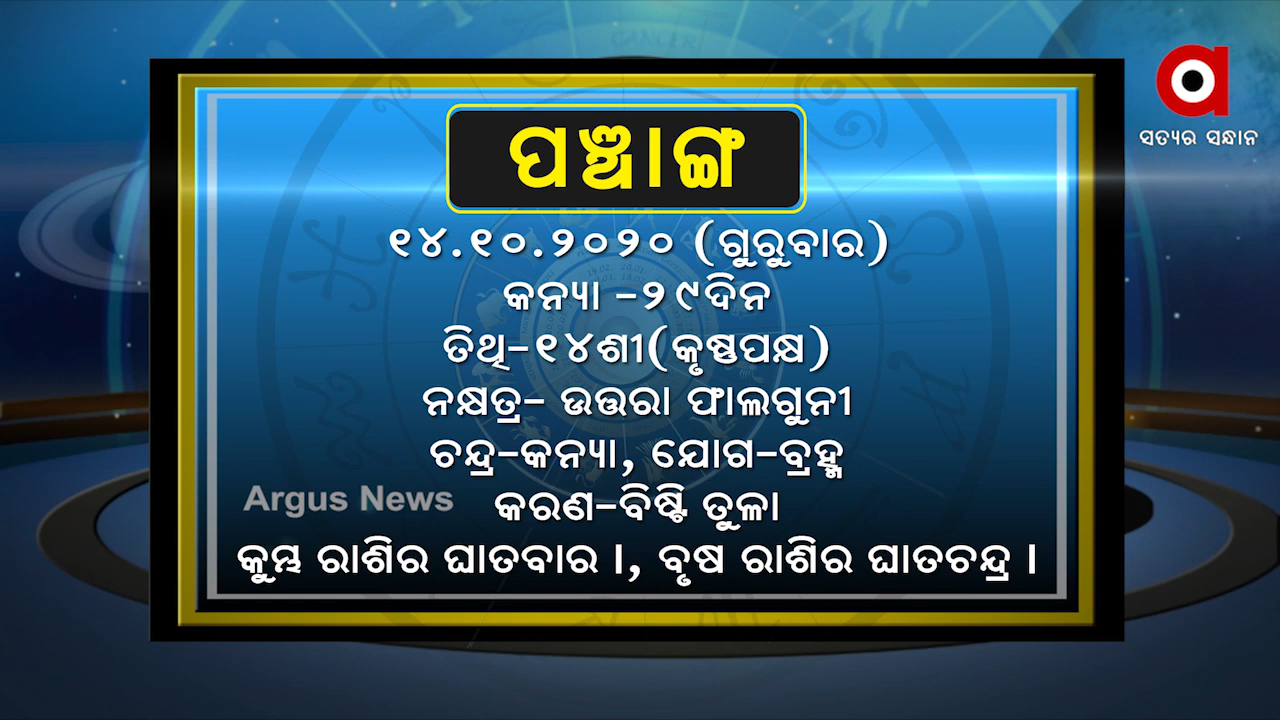 ପଞ୍ଚାଙ୍ଗ
ସତ୍ୟର ସନ୍ଧାନ
୧୪.୧୦.୨୦୨୦ (ଗୁରୁବାର)
କନ୍ୟା -୨୯ଦିନ
ତିଥି-୧୪ଶୀ(କୃଷ୍ଣପକ୍ଷ)
ନକ୍ଷତ୍ର- ଉତ୍ତରା ଫାଲଗୁନୀ
ଚନ୍ଦ୍ର-କନ୍ୟା, ଯୋଗ-ବ୍ରହ୍ମ
Argus News
କରଣ-ବିଷ୍ଟି ତୁଳା
କୁମ୍ଭ ରାଶିର ଘାତବାର ।, ବୃଷ ରାଶିର ଘାତଚନ୍ଦ୍ର ।